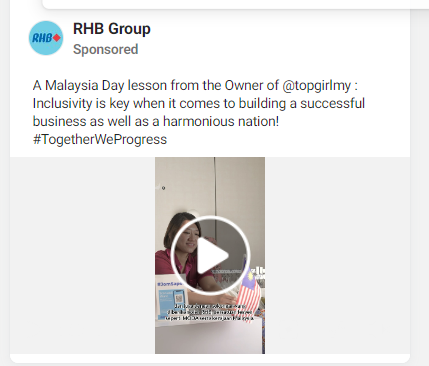 RHB Group
RHB
Sponsored
A Malaysia Day lesson from the Owner of @topgirlmy :
Inclusivity is key when it comes to building a successful
business as well as a harmonious nation!
#TogetherWeProgress